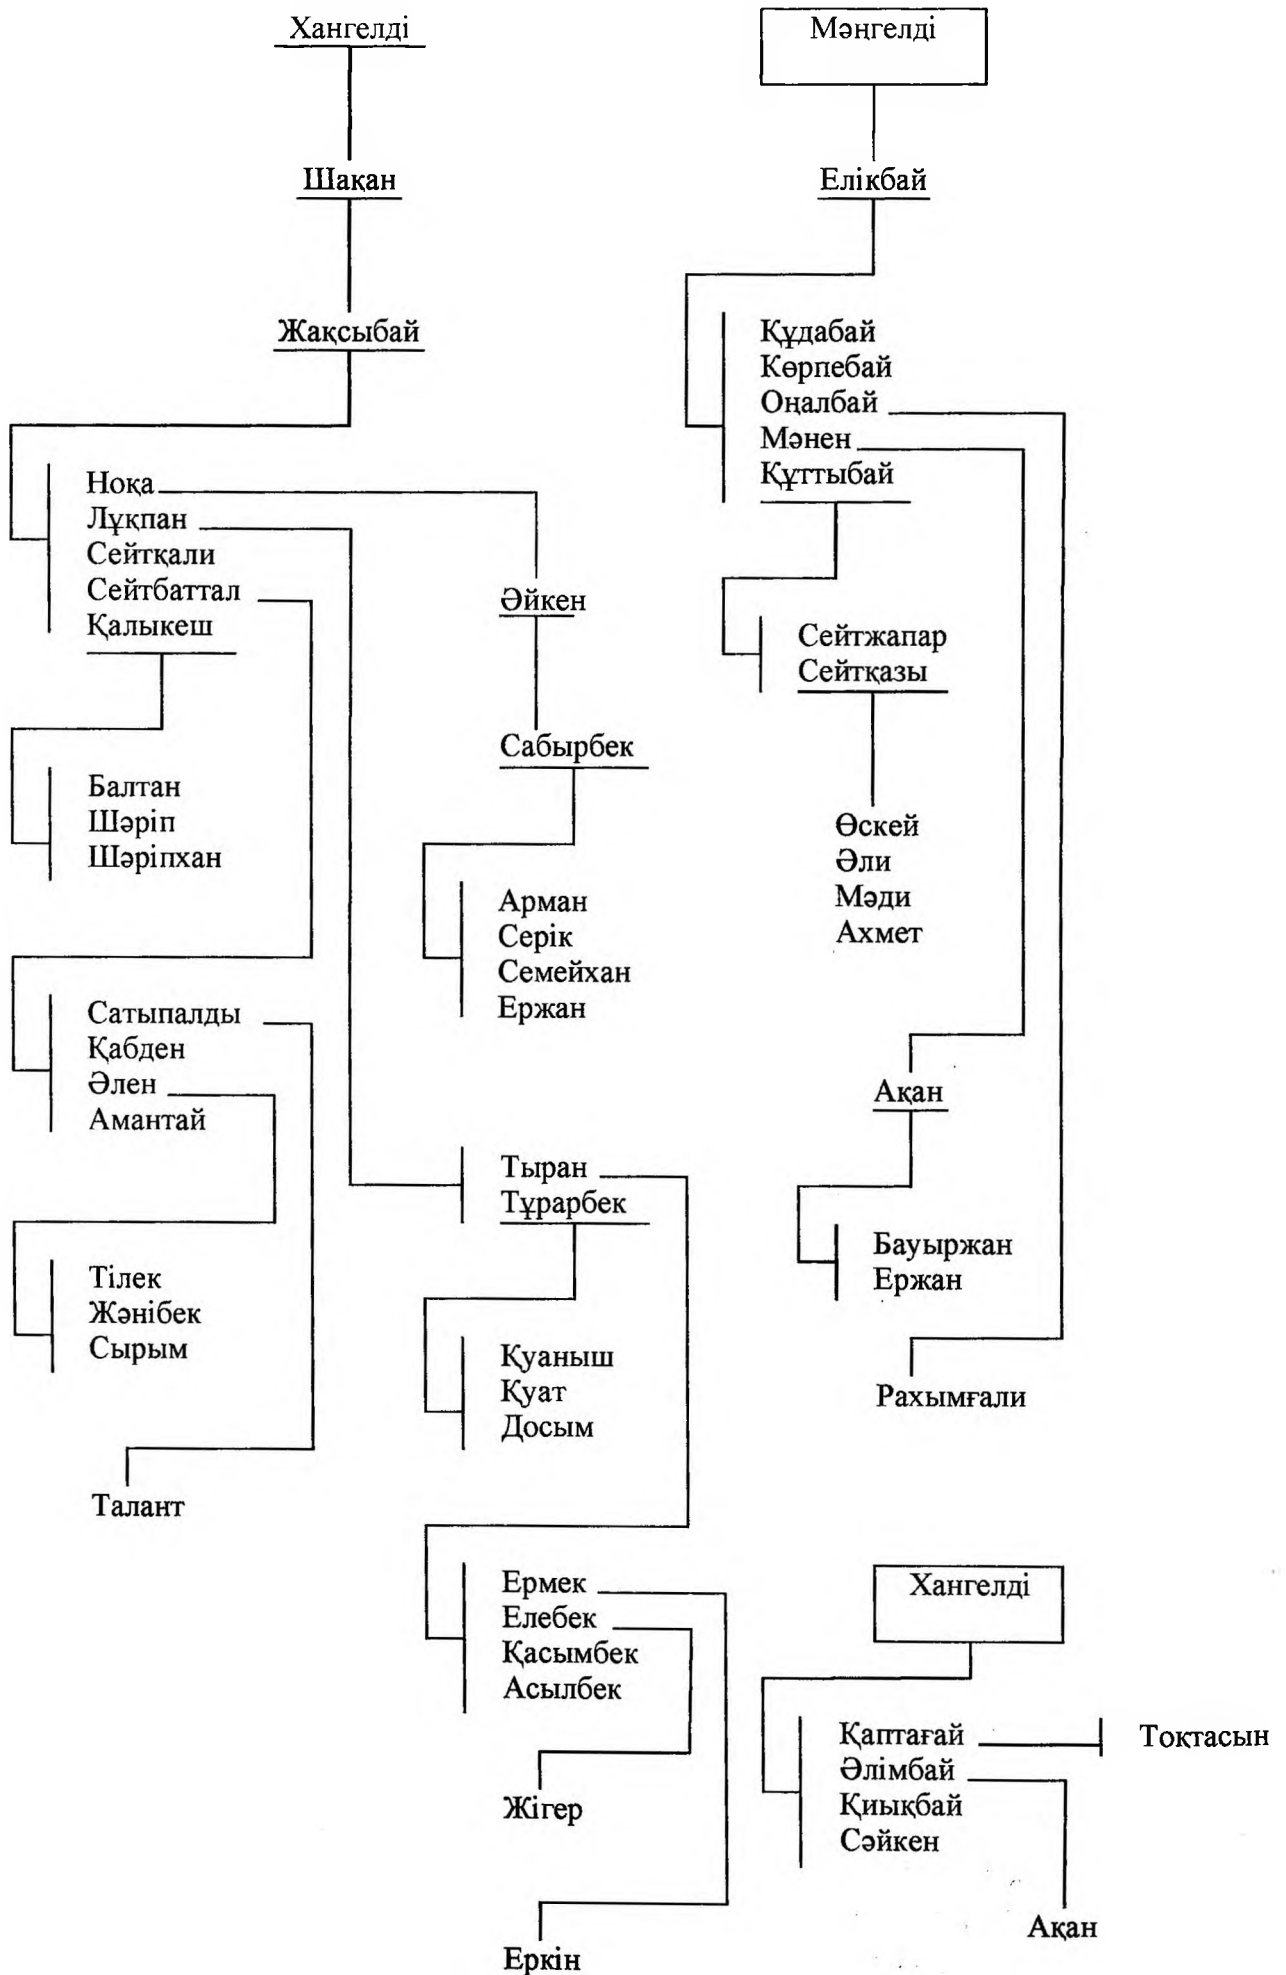 Хангелді
Мәңгелді
Шақан
Елікбай
Жақсыбай
Құдабай
Көрпебай
Оңалбай
Мәнен
Құттыбай
Ноқа
Лұқпан
Сейтқали
Сейтбаттал
Қалыкеш
Әйкен
Сейтжапар
Сейтқазы
Сабырбек
Балтан
Шәріп
Шәріпхан
Өскей
Әли
Мәди
Ахмет
Арман
Серік
Семейхан
Ержан
Сатыпалды
Қабден
Әлен
Амантай
Ақан
Тыран
Тұрарбек
Бауыржан
Ержан
Тілек
Жәнібек
Сырым
Қуаныш
Қуат
Досым
Рахымғали
Талант
Ермек
Елебек
Қасымбек
Асылбек
Хангелді
Қаптағай
Әлімбай
Қиықбай
Сәйкен
Тоқтасын
Жігер
Ақан
Еркін